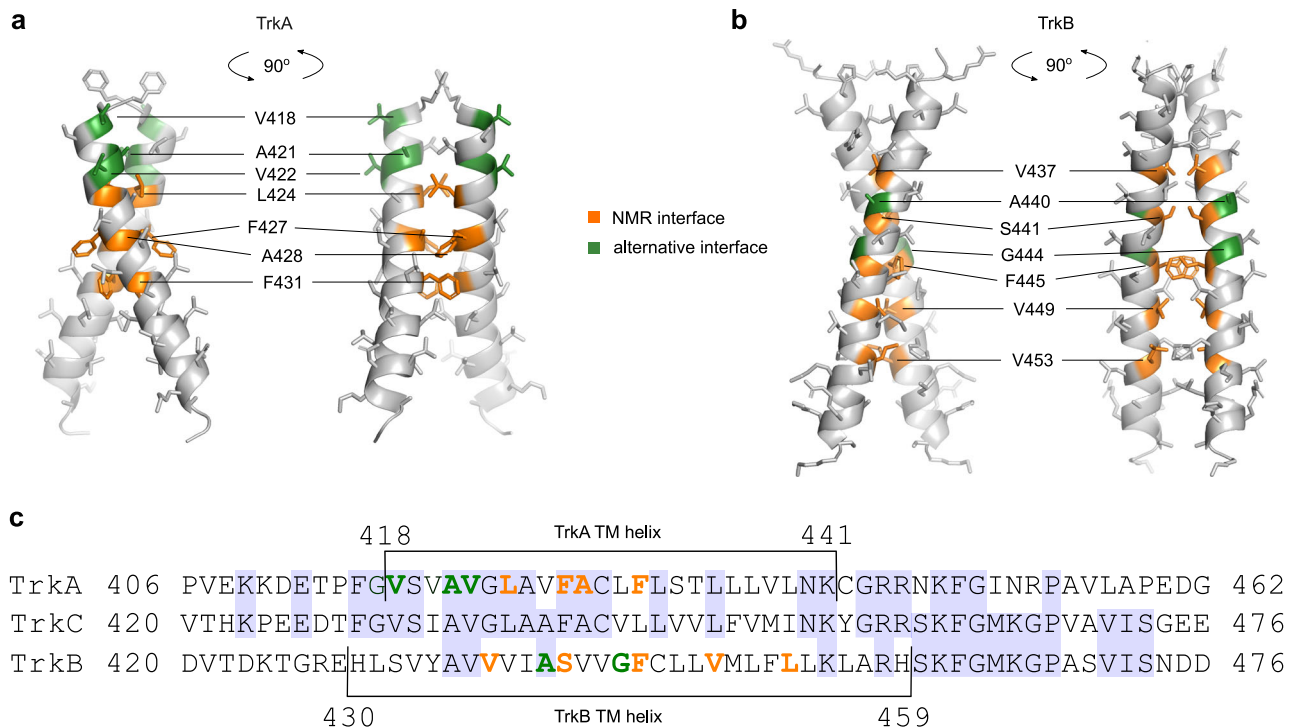 a
TrkA
90°
V418
A421
V422
L424
F427
A428
F431
NMR interface
alternative interface
b
TrkB
90°
V437
A440
S441
G444
F445
V449
V453
c
418 TrkA TM helix 441
TrkA 406 PVEKKDETPFGVSVAVGLAVFACLFLSTLLLVLNKCGRRNKFGINRPAVLAPEDG 462
TrkC 420 VTHKPEEDTFGVSIAVGLAAFACVLLVVLFVMINKYGRRSKFGMKGPVAVISGEE 476
TrkB 420 DVTDKTGREHLSVYAVVVIASVVGFCLLVMLFLLKLARHSKFGMKGPASVISNDD 476
430 TrkB TM helix 459